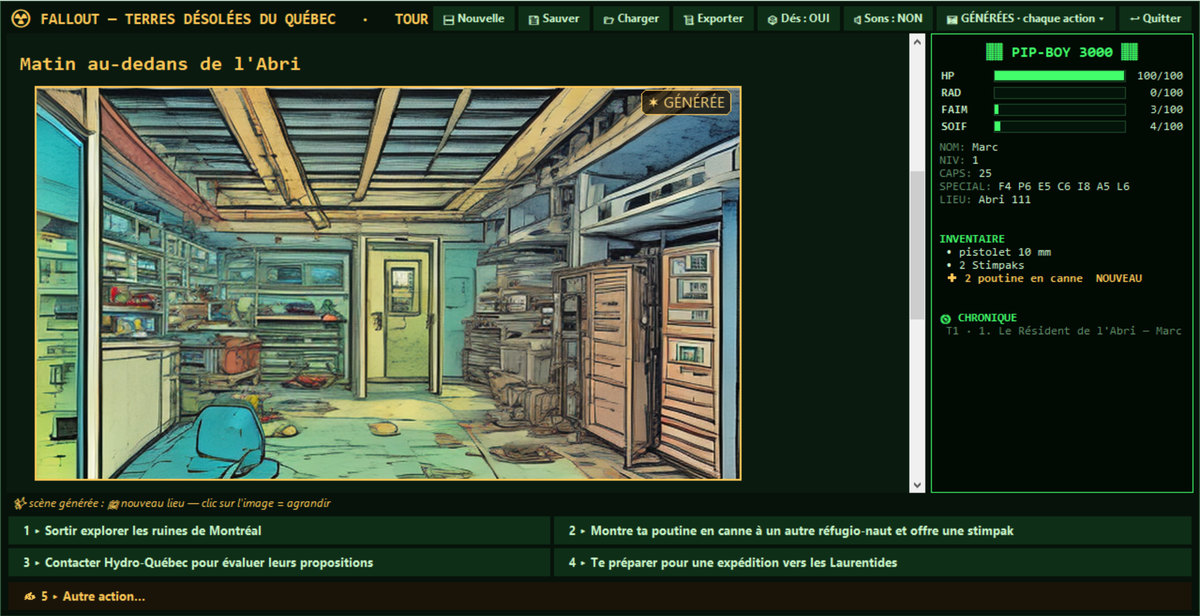 FALLOUT — TERRES DÉSOLÉES DU QUÉBEC · TOUR
Nouvelle
Sauver
Charger
Exporter
Dés : OUI
Sons : NON
GÉNÉRÉES · chaque action ▾
↩ Quitter
Matin au-dedans de l'Abri
✶ GÉNÉRÉE
scène générée : nouveau lieu — clic sur l'image = agrandir
1 ▸ Sortir explorer les ruines de Montréal
2 ▸ Montre ta poutine en canne à un autre réfugio-naut et offre une stimpak
3 ▸ Contacter Hydro-Québec pour évaluer leurs propositions
4 ▸ Te préparer pour une expédition vers les Laurentides
5 ▸ Autre action...
PIP-BOY 3000
HP 100/100
RAD 0/100
FAIM 3/100
SOIF 4/100
NOM: Marc
NIV: 1
CAPS: 25
SPECIAL: F4 P6 E5 C6 I8 A5 L6
LIEU: Abri 111
INVENTAIRE
• pistolet 10 mm
• 2 Stimpaks
✚ 2 poutine en canne NOUVEAU
CHRONIQUE
T1 · 1. Le Résident de l'Abri — Marc